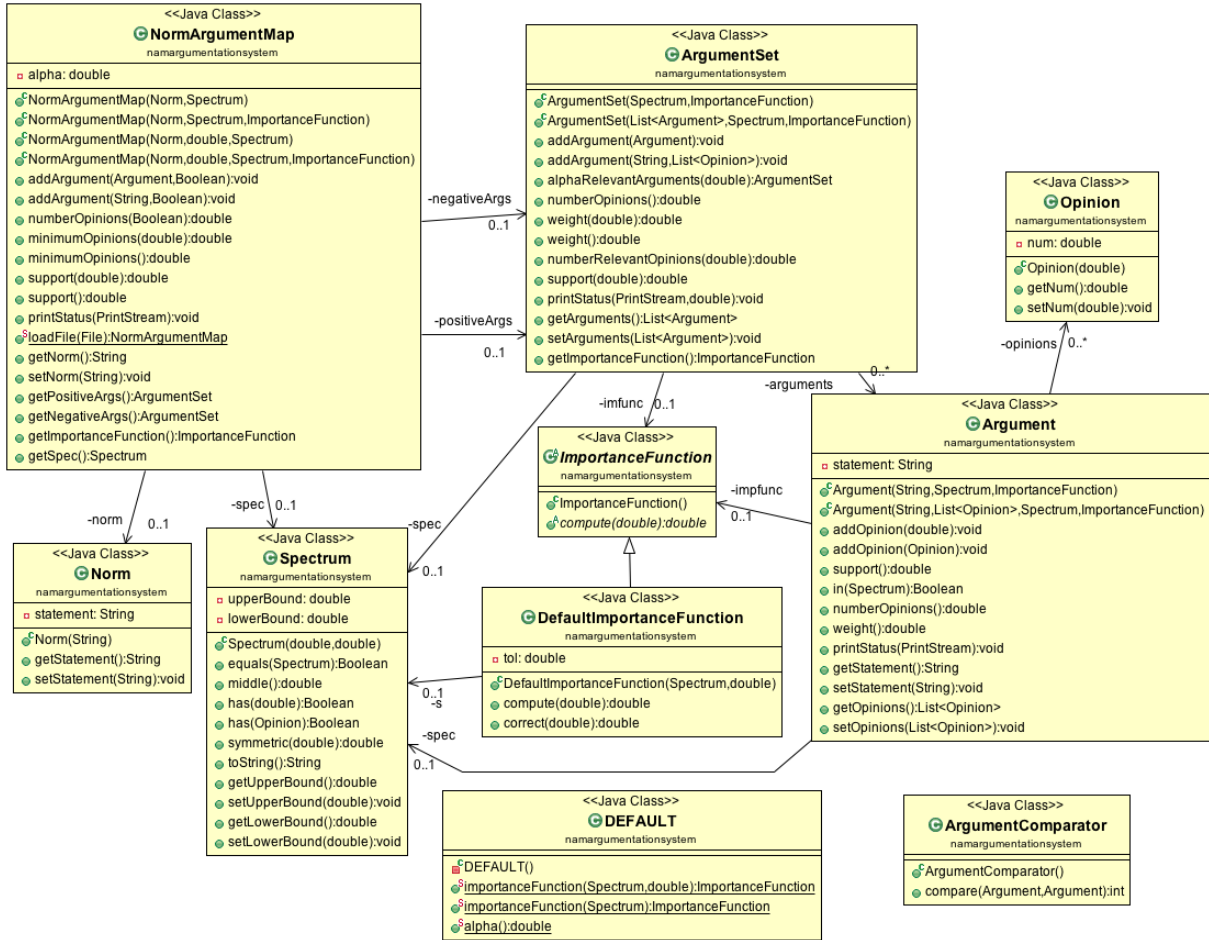 <<Java Class>>
NormArgumentMap
namargumentationsystem
alpha: double
NormArgumentMap(Norm,Spectrum)
NormArgumentMap(Norm,Spectrum,ImportanceFunction)
NormArgumentMap(Norm,double,Spectrum)
NormArgumentMap(Norm,double,Spectrum,ImportanceFunction)
addArgument(Argument,Boolean):void
addArgument(String,Boolean):void
numberOpinions(Boolean):double
minimumOpinions(double):double
minimumOpinions():double
support(double):double
support():double
printStatus(PrintStream):void
loadFile(File):NormArgumentMap
getNorm():String
setNorm(String):void
getPositiveArgs():ArgumentSet
getNegativeArgs():ArgumentSet
getImportanceFunction():ImportanceFunction
getSpec():Spectrum
-negativeArgs
0..1
-positiveArgs
0..1
<<Java Class>>
ArgumentSet
namargumentationsystem
ArgumentSet(Spectrum,ImportanceFunction)
ArgumentSet(List<Argument>,Spectrum,ImportanceFunction)
addArgument(Argument):void
addArgument(String,List<Opinion>):void
alphaRelevantArguments(double):ArgumentSet
numberOpinions():double
weight(double):double
weight():double
numberRelevantOpinions(double):double
support(double):double
printStatus(PrintStream,double):void
getArguments():List<Argument>
setArguments(List<Argument>):void
getImportanceFunction():ImportanceFunction
<<Java Class>>
Opinion
namargumentationsystem
num: double
Opinion(double)
getNum():double
setNum(double):void
-opinions
0..*
-arguments
0..*
-imfunc
0..1
<<Java Class>>
ImportanceFunction
namargumentationsystem
ImportanceFunction()
compute(double):double
-impfunc
0..1
<<Java Class>>
Argument
namargumentationsystem
statement: String
Argument(String,Spectrum,ImportanceFunction)
Argument(String,List<Opinion>,Spectrum,ImportanceFunction)
addOpinion(double):void
addOpinion(Opinion):void
support():double
in(Spectrum):Boolean
numberOpinions():double
weight():double
printStatus(PrintStream):void
getStatement():String
setStatement(String):void
getOpinions():List<Opinion>
setOpinions(List<Opinion>):void
-norm
0..1
-spec
0..1
-spec
0..1
<<Java Class>>
Norm
namargumentationsystem
statement: String
Norm(String)
getStatement():String
setStatement(String):void
<<Java Class>>
Spectrum
namargumentationsystem
upperBound: double
lowerBound: double
Spectrum(double,double)
equals(Spectrum):Boolean
middle():double
has(double):Boolean
has(Opinion):Boolean
symmetric(double):double
toString():String
getUpperBound():double
setUpperBound(double):void
getLowerBound():double
setLowerBound(double):void
0..1
-s
-spec
0..1
<<Java Class>>
DefaultImportanceFunction
namargumentationsystem
tol: double
DefaultImportanceFunction(Spectrum,double)
compute(double):double
correct(double):double
<<Java Class>>
DEFAULT
namargumentationsystem
DEFAULT()
importanceFunction(Spectrum,double):ImportanceFunction
importanceFunction(Spectrum):ImportanceFunction
alpha():double
<<Java Class>>
ArgumentComparator
namargumentationsystem
ArgumentComparator()
compare(Argument,Argument):int